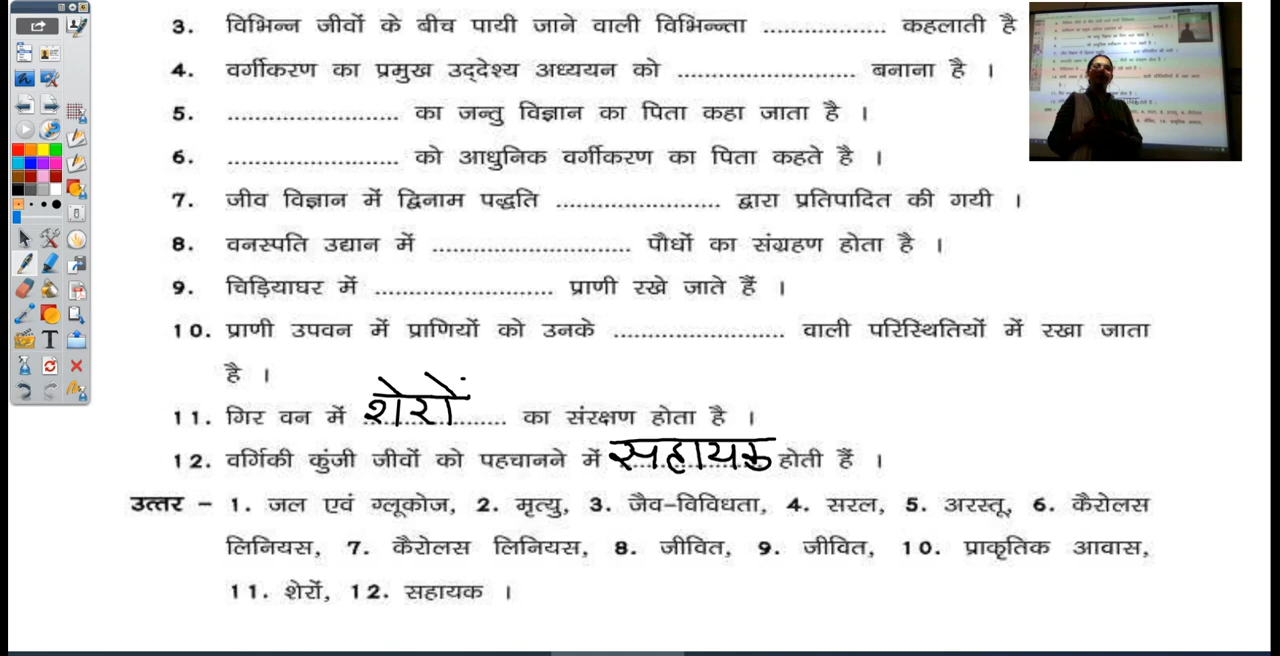 3. विभिन्न जीवों के बीच पायी जाने वाली विभिन्न्ता .................. कहलाती है
4. वर्गीकरण का प्रमुख उद्देश्य अध्ययन को .......................... बनाना है ।
5. ......................... का जन्तु विज्ञान का पिता कहा जाता है ।
6. ......................... को आधुनिक वर्गीकरण का पिता कहते है ।
7. जीव विज्ञान में द्विनाम पद्धति ........................ द्वारा प्रतिपादित की गयी ।
8. वनस्पति उद्यान में ............................. पौधों का संग्रहण होता है ।
9. चिड़ियाघर में .......................... प्राणी रखे जाते हैं ।
10. प्राणी उपवन में प्राणियों को उनके ......................... वाली परिस्थितियों में रखा जाता
है ।
11. गिर वन में शेरों ........ का संरक्षण होता है ।
12. वर्गिकी कुंजी जीवों को पहचानने में सहायक होती हैं ।
उत्तर – 1. जल एवं ग्लूकोज, 2. मृत्यु, 3. जैव-विविधता, 4. सरल, 5. अरस्तू, 6. कैरोलस
लिनियस, 7. कैरोलस लिनियस, 8. जीवित, 9. जीवित, 10. प्राकृतिक आवास,
11. शेरों, 12. सहायक ।